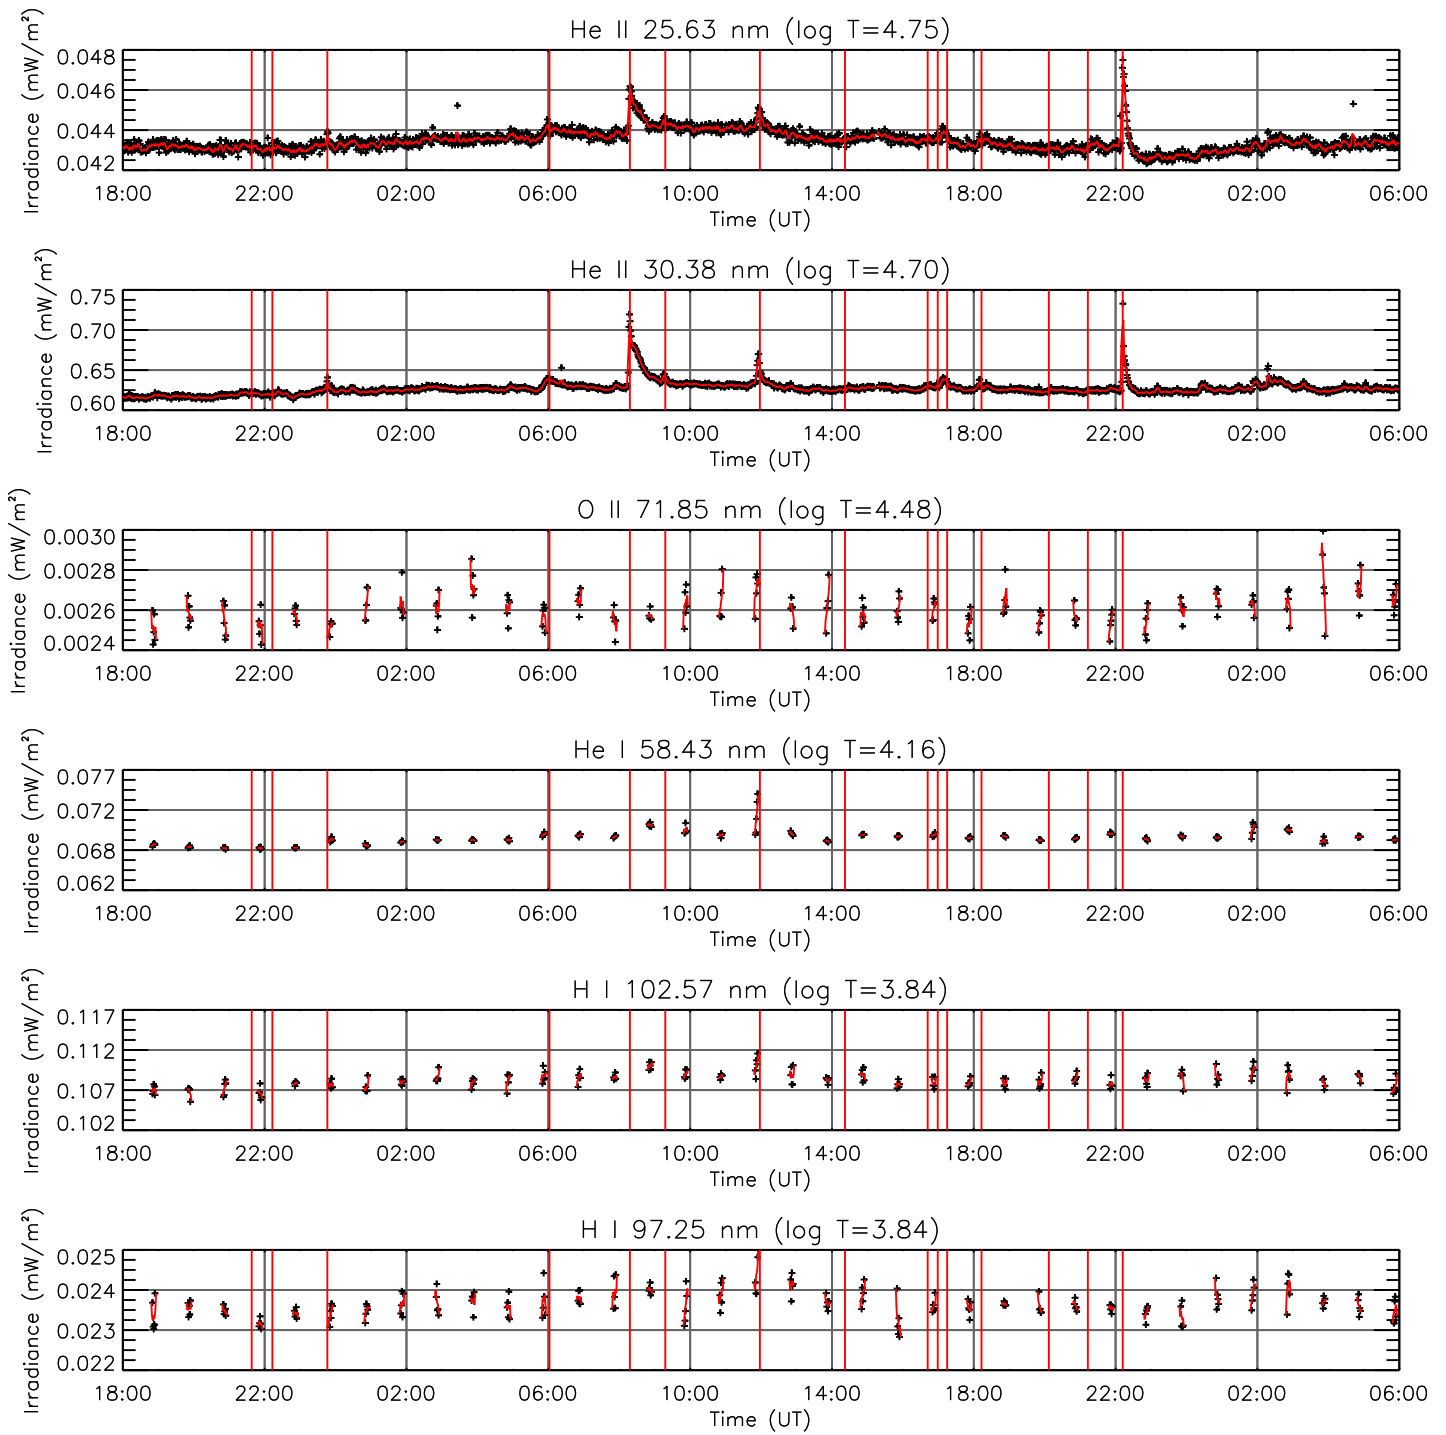 He II 25.63 nm (log T=4.75)
Irradiance (mW/m²)
0.048
0.046
0.044
0.042
18:00 22:00 02:00 06:00 10:00 14:00 18:00 22:00 02:00 06:00
Time (UT)
He II 30.38 nm (log T=4.70)
Irradiance (mW/m²)
0.75
0.70
0.65
0.60
18:00 22:00 02:00 06:00 10:00 14:00 18:00 22:00 02:00 06:00
Time (UT)
O II 71.85 nm (log T=4.48)
Irradiance (mW/m²)
0.0030
0.0028
0.0026
0.0024
18:00 22:00 02:00 06:00 10:00 14:00 18:00 22:00 02:00 06:00
Time (UT)
He I 58.43 nm (log T=4.16)
Irradiance (mW/m²)
0.077
0.072
0.068
0.062
18:00 22:00 02:00 06:00 10:00 14:00 18:00 22:00 02:00 06:00
Time (UT)
H I 102.57 nm (log T=3.84)
Irradiance (mW/m²)
0.117
0.112
0.107
0.102
18:00 22:00 02:00 06:00 10:00 14:00 18:00 22:00 02:00 06:00
Time (UT)
H I 97.25 nm (log T=3.84)
Irradiance (mW/m²)
0.025
0.024
0.023
0.022
18:00 22:00 02:00 06:00 10:00 14:00 18:00 22:00 02:00 06:00
Time (UT)